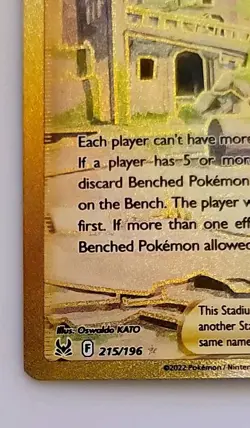 Each player can't have more
If a player has 5 or mor
discard Benched Pokémon
on the Bench. The player w
first. If more than one eff
Benched Pokémon allowed
This Stadiu
another Sta
same name
Illus. Oswaldo KATO
F 215/196
©2022 Pokémon / Ninten